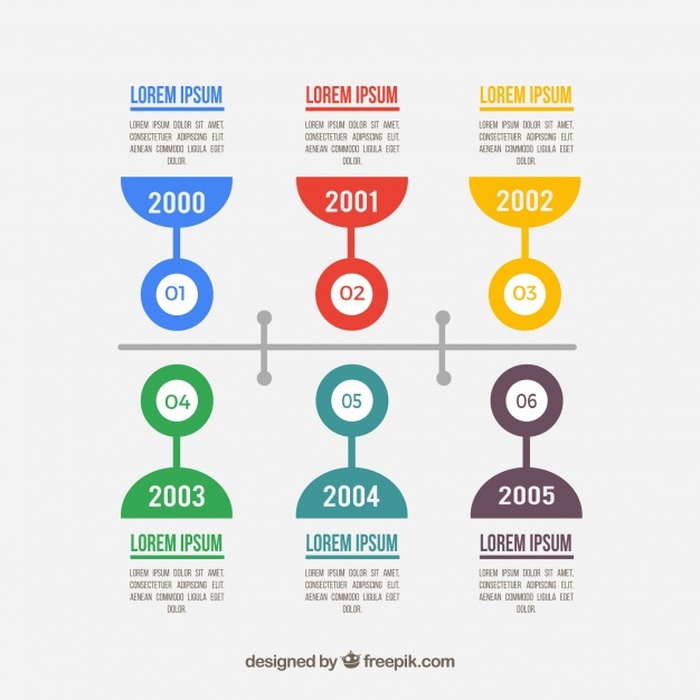 LOREM IPSUM
LOREM IPSUM DOLOR SIT AMET,
CONSECTETUER ADIPISCING ELIT.
AENEAN COMMODO LIGULA EGET
DOLOR.
2000
01
LOREM IPSUM
LOREM IPSUM DOLOR SIT AMET,
CONSECTETUER ADIPISCING ELIT.
AENEAN COMMODO LIGULA EGET
DOLOR.
2001
02
LOREM IPSUM
LOREM IPSUM DOLOR SIT AMET,
CONSECTETUER ADIPISCING ELIT.
AENEAN COMMODO LIGULA EGET
DOLOR.
2002
03
04
2003
LOREM IPSUM
LOREM IPSUM DOLOR SIT AMET,
CONSECTETUER ADIPISCING ELIT.
AENEAN COMMODO LIGULA EGET
DOLOR.
05
2004
LOREM IPSUM
LOREM IPSUM DOLOR SIT AMET,
CONSECTETUER ADIPISCING ELIT.
AENEAN COMMODO LIGULA EGET
DOLOR.
06
2005
LOREM IPSUM
LOREM IPSUM DOLOR SIT AMET,
CONSECTETUER ADIPISCING ELIT.
AENEAN COMMODO LIGULA EGET
DOLOR.
designed by freepik.com